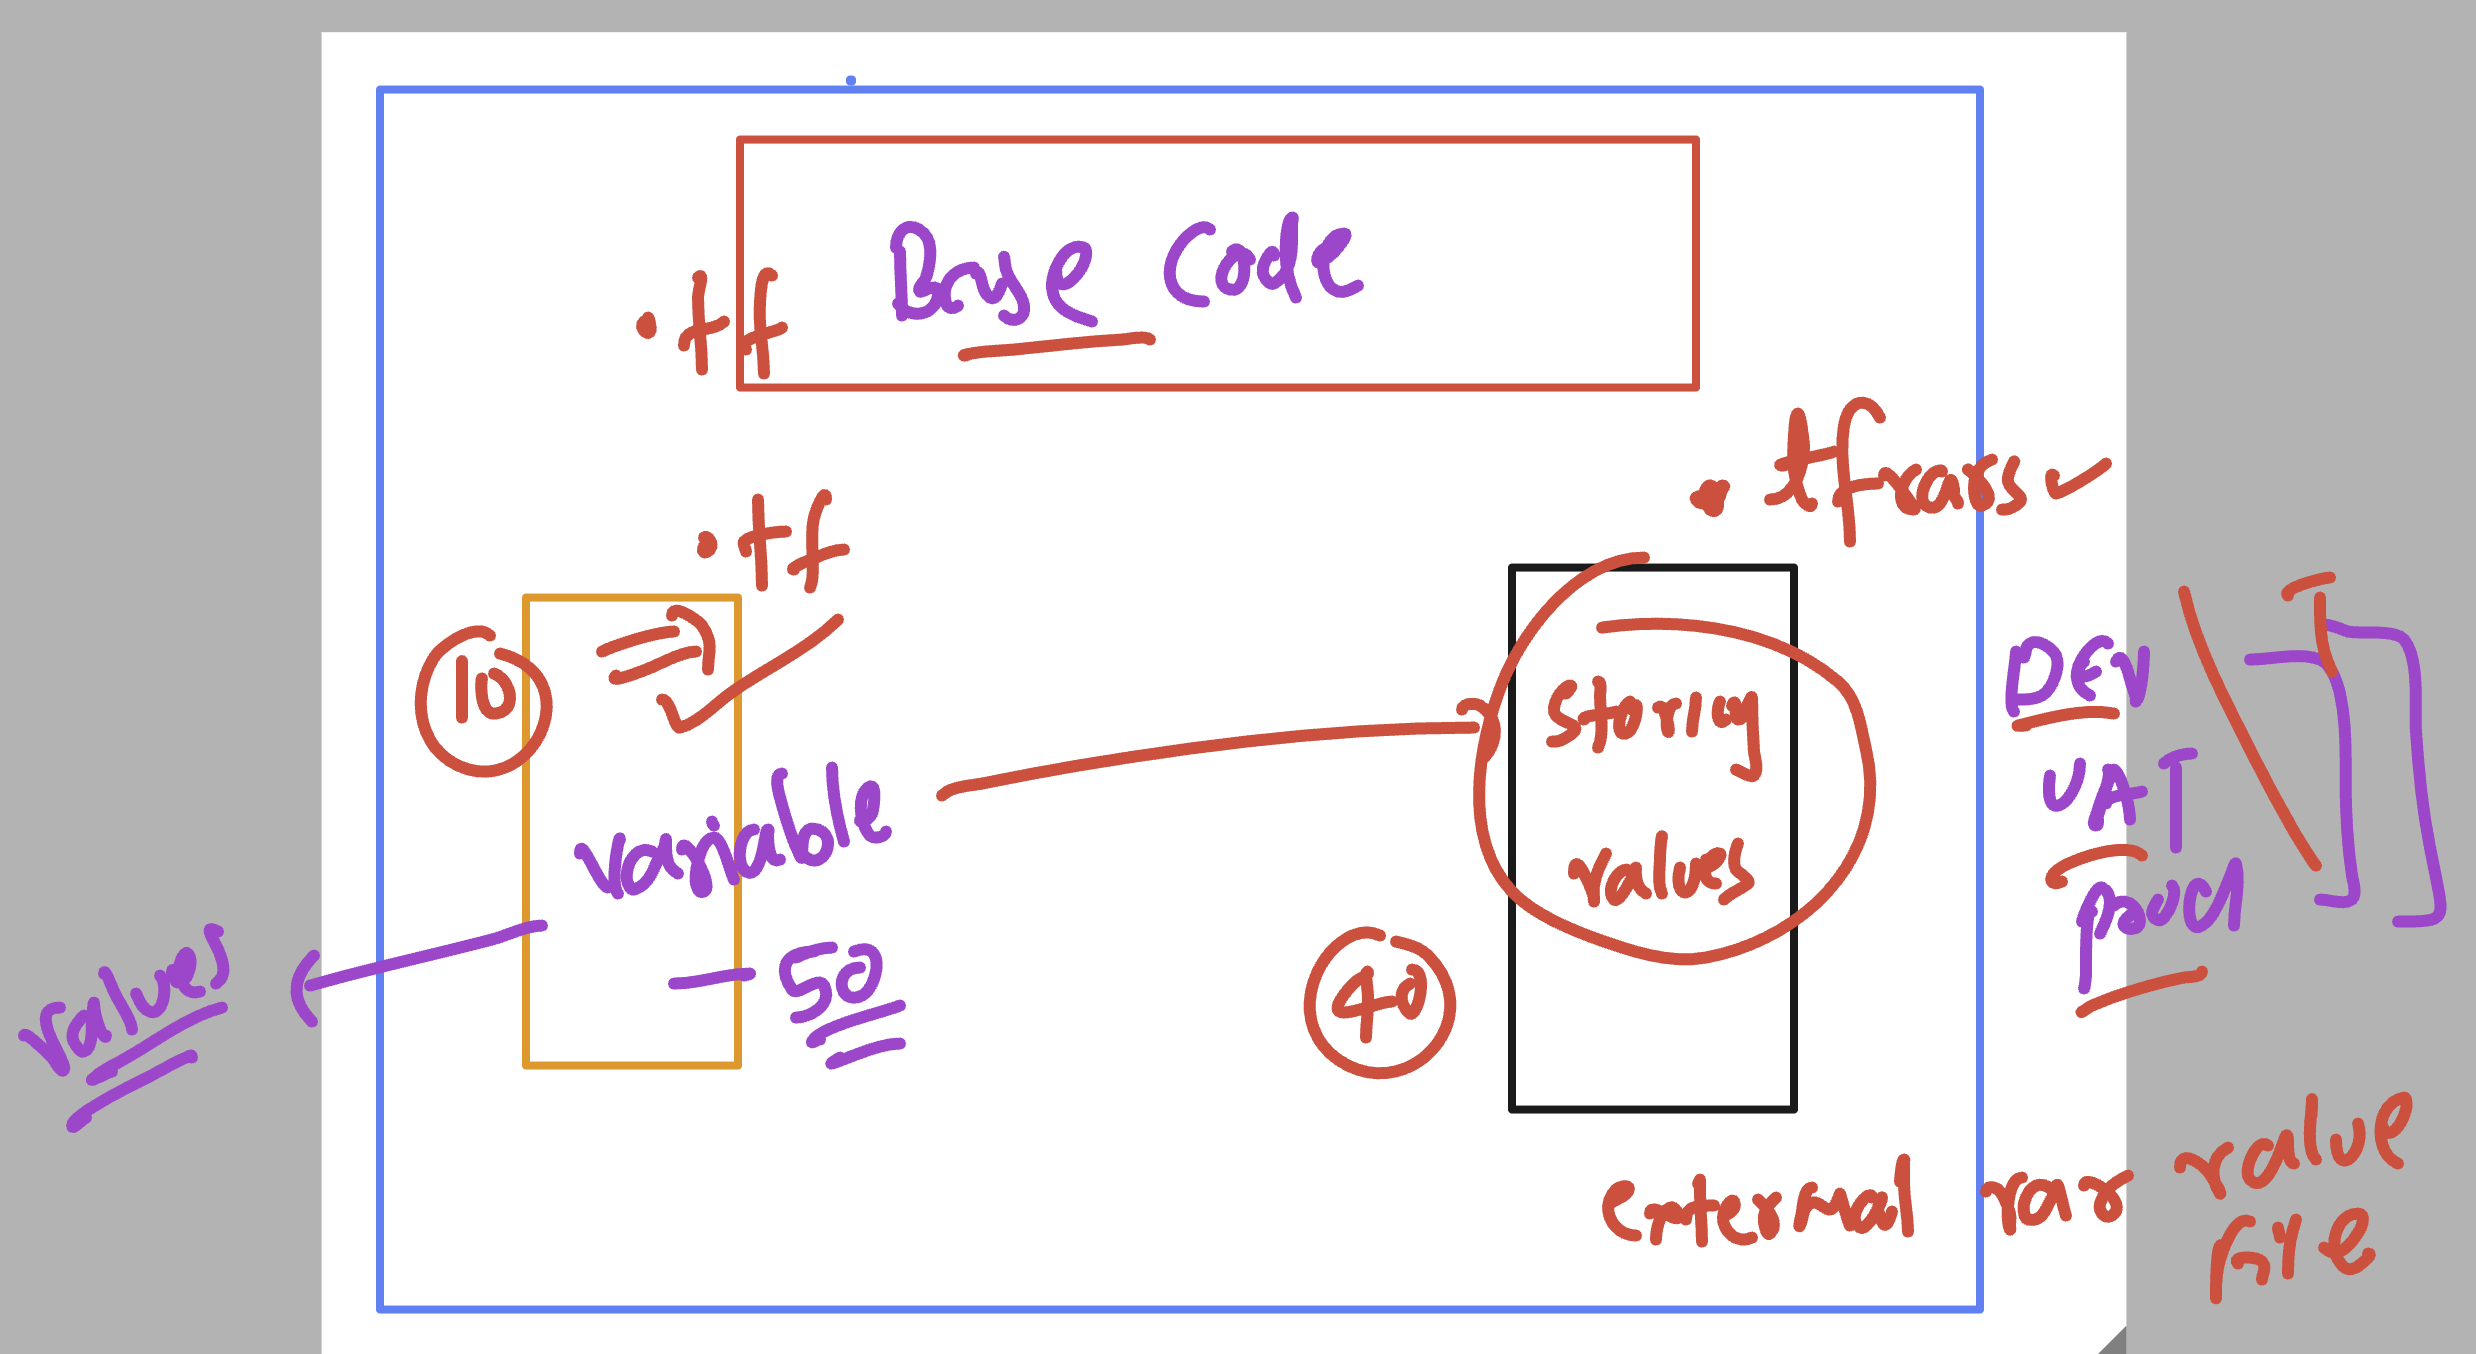 Base Code
.tf
.tfvars
.tf
10
DEV
storing
UAT
variable
values
prod
values
50
40
external var value
file